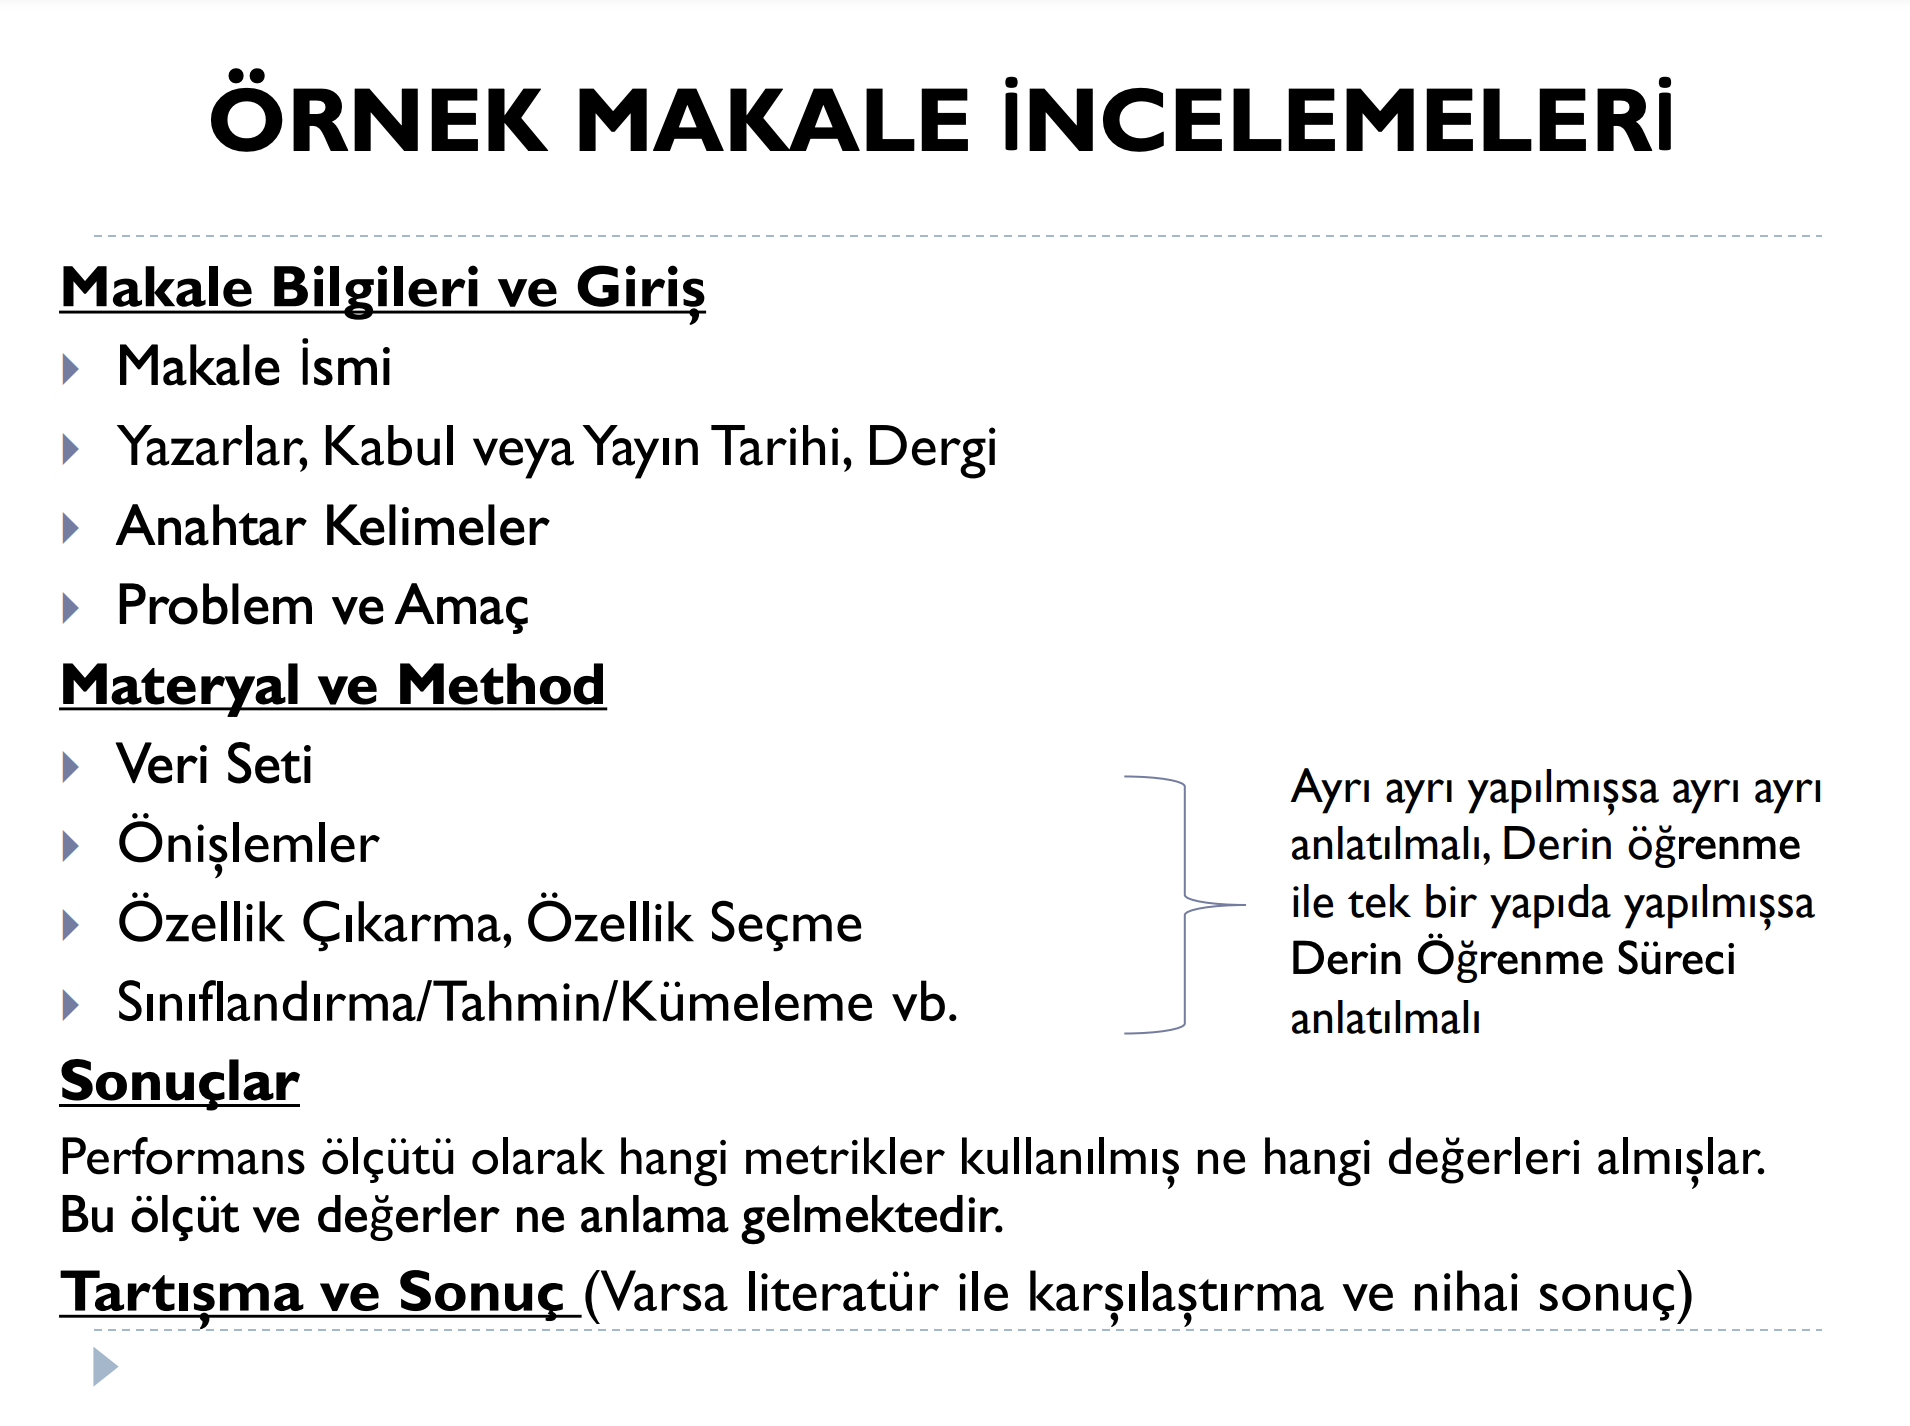 ÖRNEK MAKALE İNCELEMELERİ
Makale Bilgileri ve Giriş
Makale İsmi
Yazarlar, Kabul veya Yayın Tarihi, Dergi
Anahtar Kelimeler
Problem ve Amaç
Materyal ve Method
Veri Seti
Önişlemler
Özellik Çıkarma, Özellik Seçme
Sınıflandırma/Tahmin/Kümeleme vb.
Ayrı ayrı yapılmışsa ayrı ayrı
anlatılmalı, Derin öğrenme
ile tek bir yapıda yapılmışsa
Derin Öğrenme Süreci
anlatılmalı
Sonuçlar
Performans ölçütü olarak hangi metrikler kullanılmış ne hangi değerleri almışlar.
Bu ölçüt ve değerler ne anlama gelmektedir.
Tartışma ve Sonuç (Varsa literatür ile karşılaştırma ve nihai sonuç)